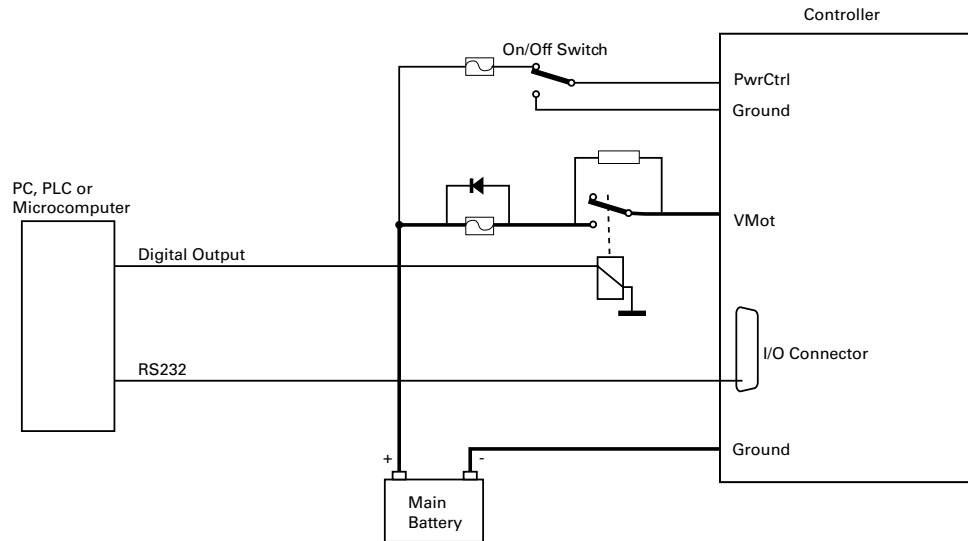 Controller
On/Off Switch
PwrCtrl
Ground
PC, PLC or
Microcomputer
VMot
Digital Output
I/O Connector
RS232
Ground
+
-
Main
Battery